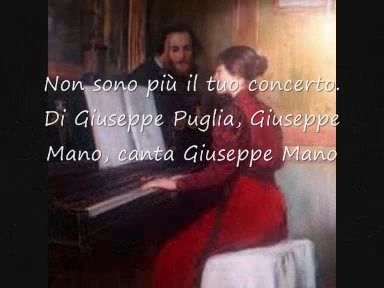 Non sono più il tuo concerto.
Di Giuseppe Puglia, Giuseppe
Mano, canta Giuseppe Mano